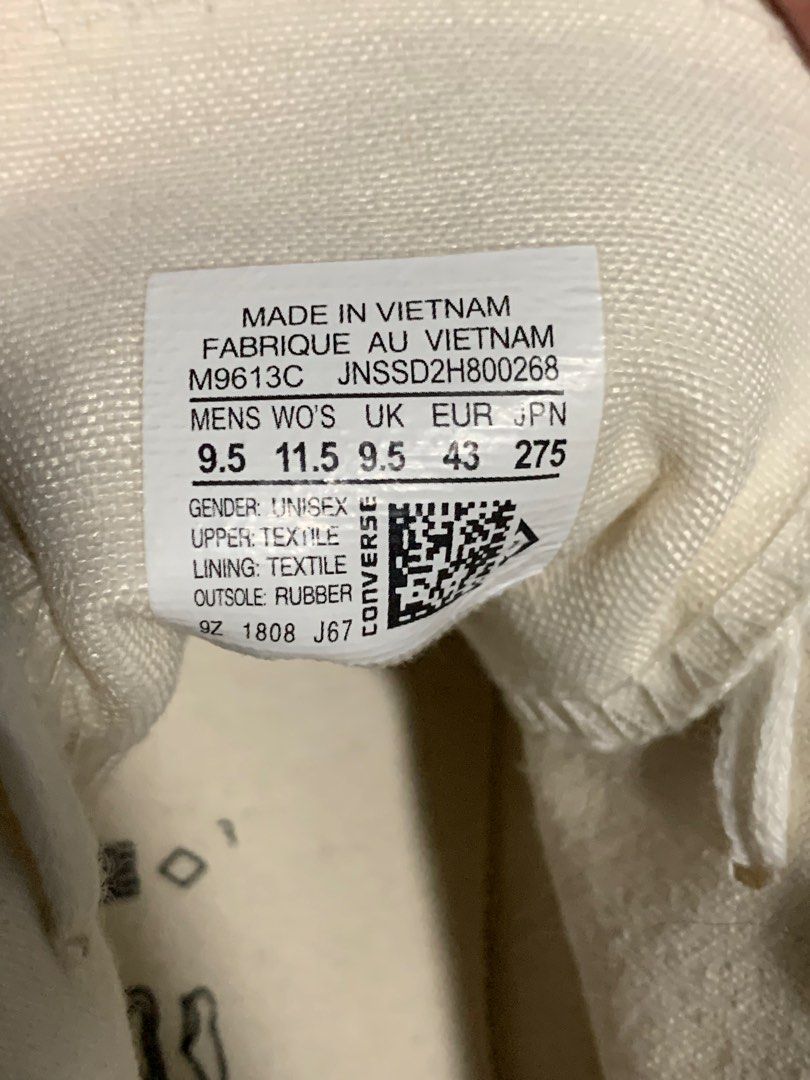 MADE IN VIETNAM
FABRIQUE AU VIETNAM
M9613C JNSSD2H800268
MENS WO'S UK EUR JPN
9.5 11.5 9.5 43 275
GENDER: UNISEX
UPPER: TEXTILE
LINING: TEXTILE
OUTSOLE: RUBBER
9Z 1808 J67
CONVERSE